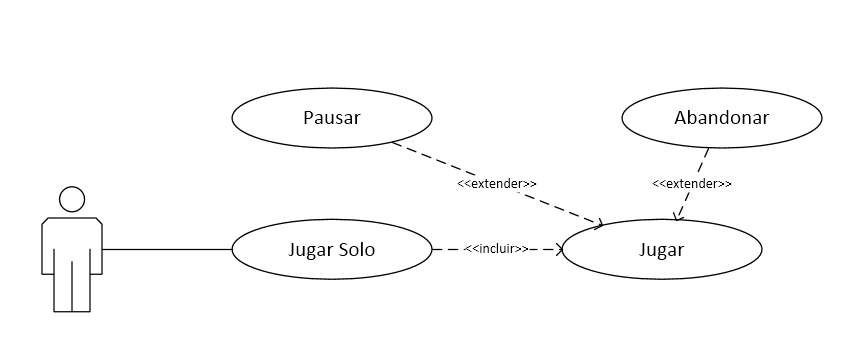 Pausar
Abandonar
<<extender>>
<<extender>>
Jugar Solo
<<incluir>>
Jugar